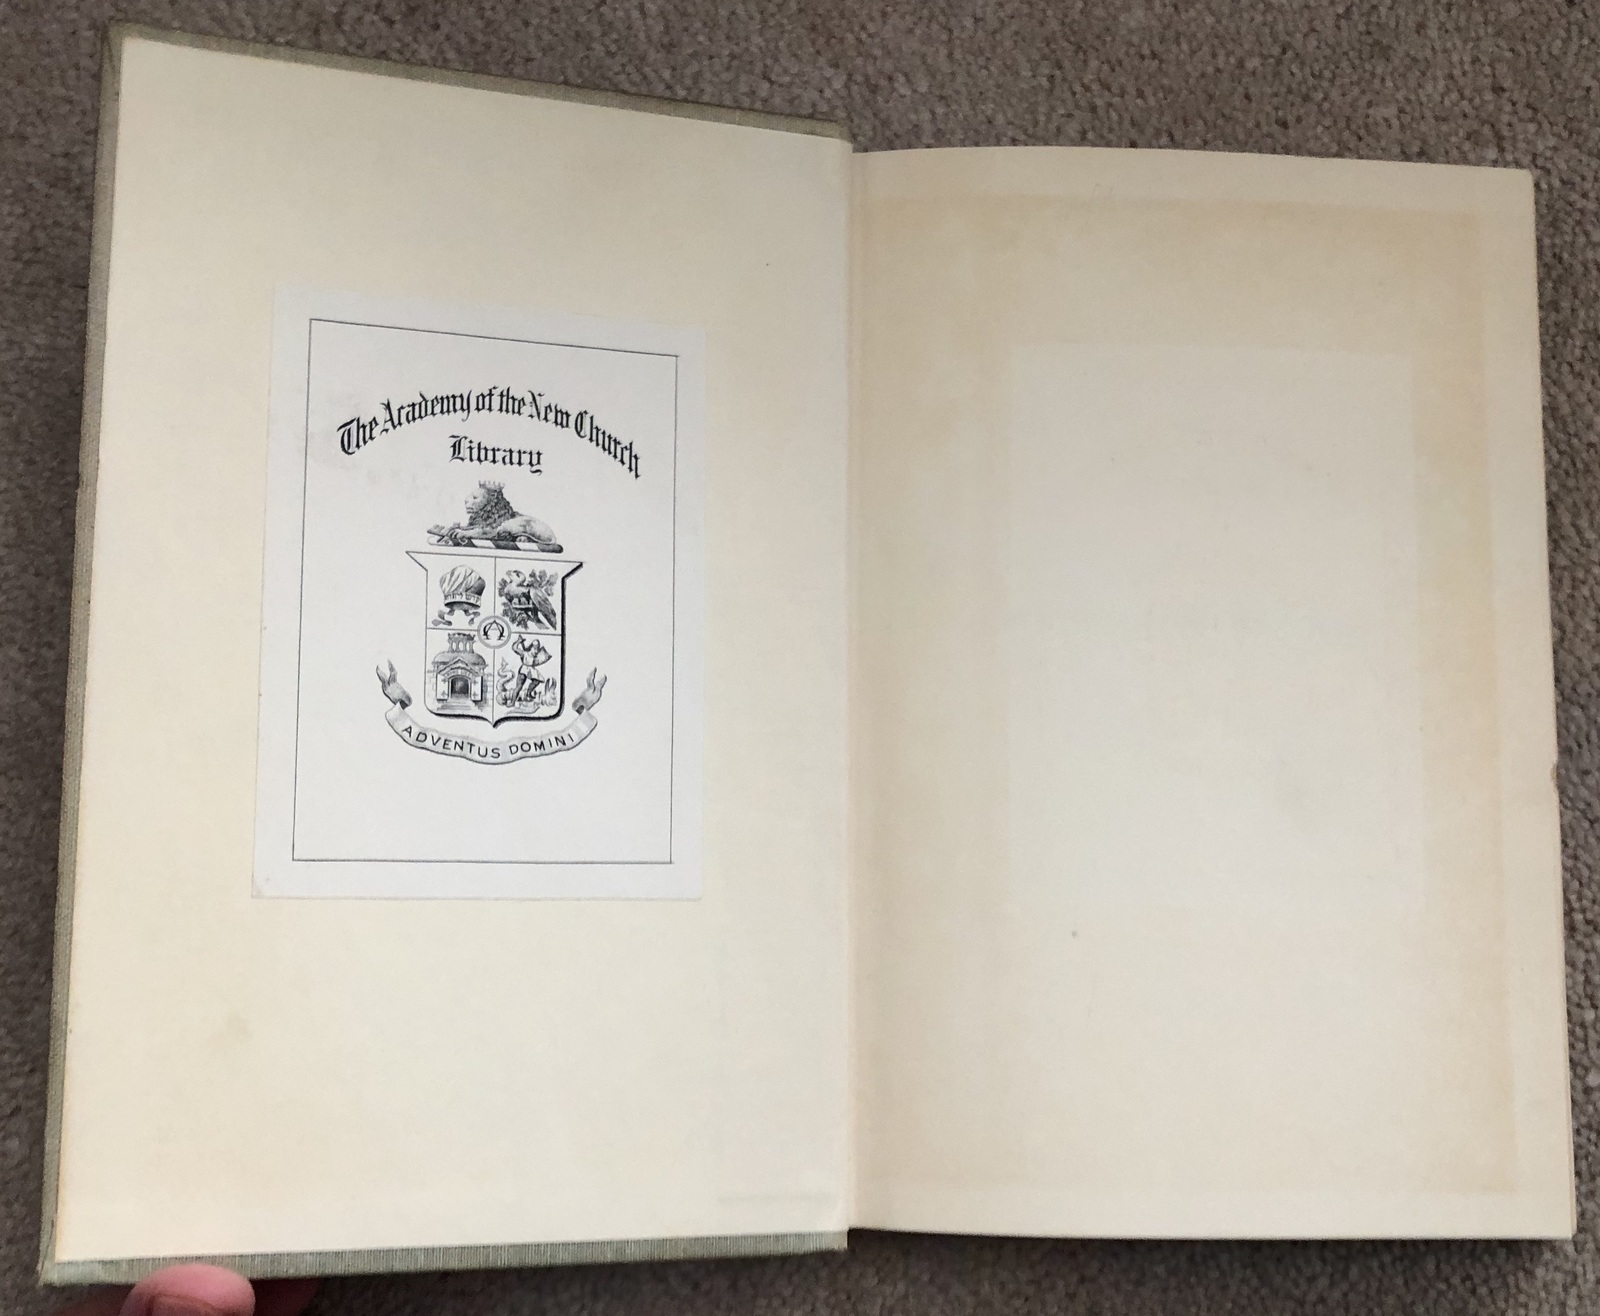 The Academy of the New Church
Library
ADVENTUS DOMINI